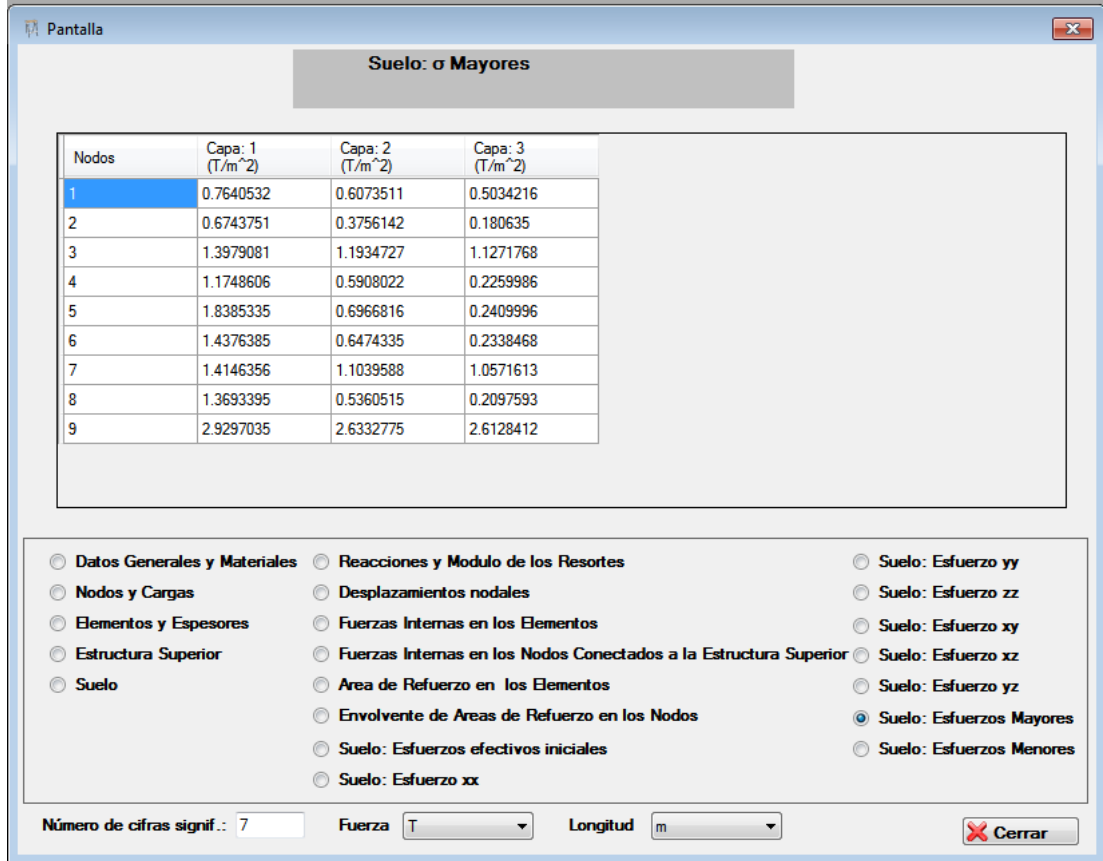 Pantalla
Suelo: σ Mayores
Nodos Capa: 1 (T/m^2) Capa: 2 (T/m^2) Capa: 3 (T/m^2)
1 0.7640532 0.6073511 0.5034216
2 0.6743751 0.3756142 0.180635
3 1.3979081 1.1934727 1.1271768
4 1.1748606 0.5908022 0.2259986
5 1.8385335 0.6966816 0.2409996
6 1.4376385 0.6474335 0.2338468
7 1.4146356 1.1039588 1.0571613
8 1.3693395 0.5360515 0.2097593
9 2.9297035 2.6332775 2.6128412
Datos Generales y Materiales
Nodos y Cargas
Elementos y Espesores
Estructura Superior
Suelo
Reacciones y Modulo de los Resortes
Desplazamientos nodales
Fuerzas Internas en los Elementos
Fuerzas Internas en los Nodos Conectados a la Estructura Superior
Area de Refuerzo en los Elementos
Envolvente de Areas de Refuerzo en los Nodos
Suelo: Esfuerzos efectivos iniciales
Suelo: Esfuerzo xx
Suelo: Esfuerzo yy
Suelo: Esfuerzo zz
Suelo: Esfuerzo xy
Suelo: Esfuerzo xz
Suelo: Esfuerzo yz
Suelo: Esfuerzos Mayores
Suelo: Esfuerzos Menores
Número de cifras signif.: 7 Fuerza T Longitud m Cerrar